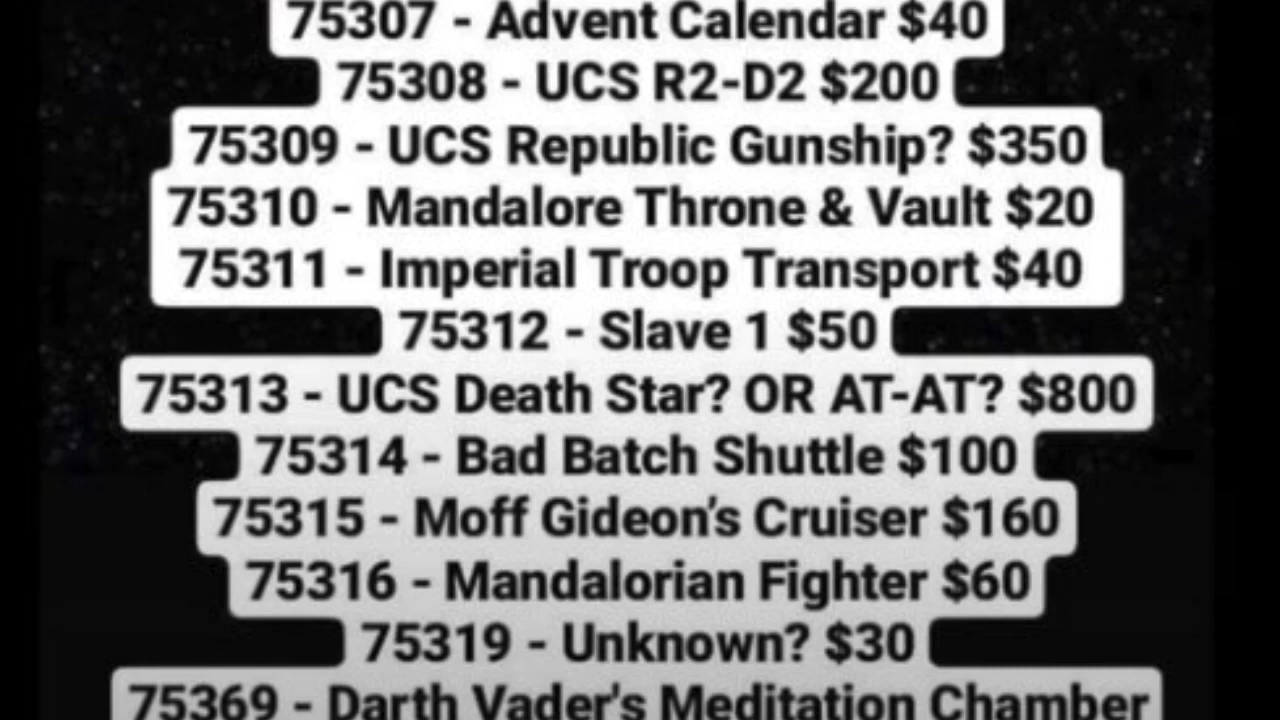 75307 - Advent Calendar $40
75308 - UCS R2-D2 $200
75309 - UCS Republic Gunship? $350
75310 - Mandalore Throne & Vault $20
75311 - Imperial Troop Transport $40
75312 - Slave 1 $50
75313 - UCS Death Star? OR AT-AT? $800
75314 - Bad Batch Shuttle $100
75315 - Moff Gideon's Cruiser $160
75316 - Mandalorian Fighter $60
75319 - Unknown? $30
75369 - Darth Vader's Meditation Chamber